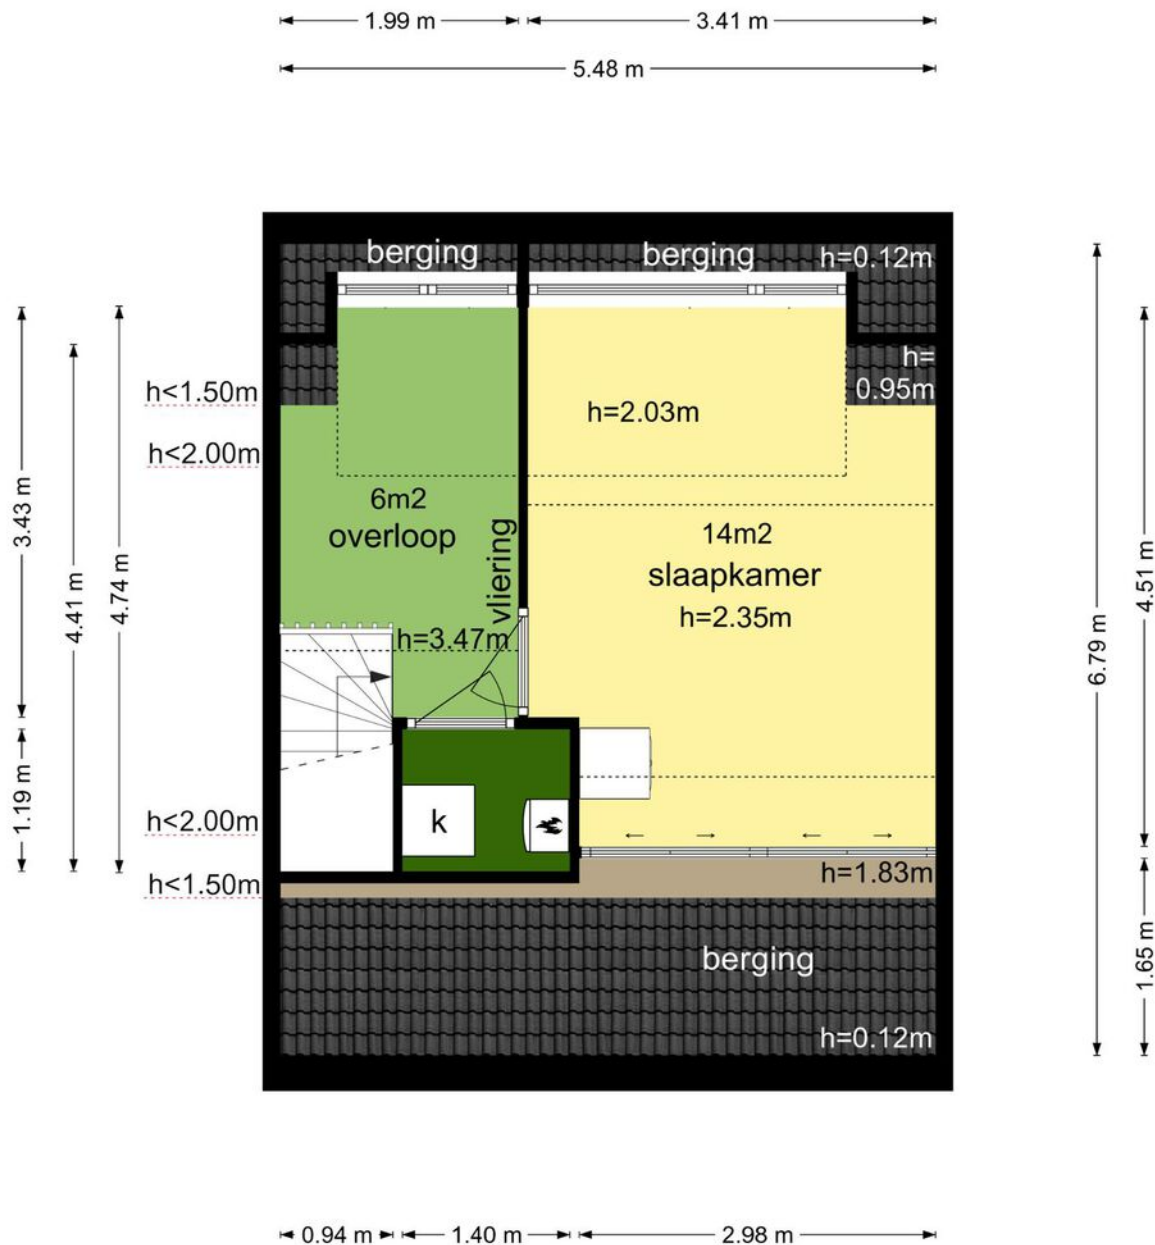 1.99 m 3.41 m
5.48 m
berging berging h=0.12m
h=
0.95m
h<1.50m
h=2.03m
h<2.00m
6m2
overloop
vliering
14m2
slaapkamer
h=2.35m
h=3.47m
3.43 m
4.41 m
4.74 m
1.19 m
6.79 m
4.51 m
1.65 m
h<2.00m
k
h<1.50m
h=1.83m
berging
h=0.12m
0.94 m 1.40 m 2.98 m